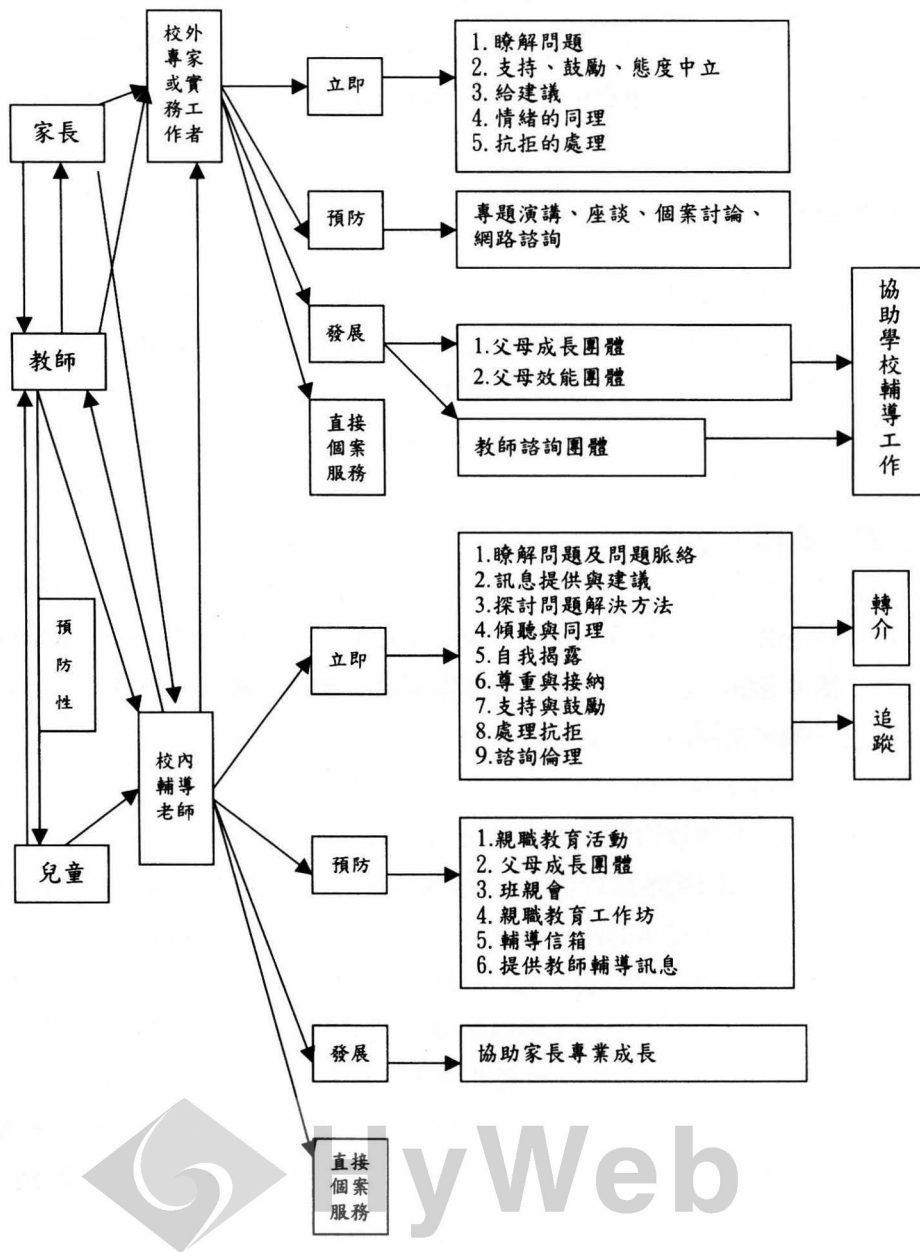 校外
專家
或實
務工
作者
立即
1.瞭解問題
2.支持、鼓勵、態度中立
3.給建議
4.情緒的同理
5.抗拒的處理
家長
預防
專題演講、座談、個案討論、
網路諮詢
發展
1.父母成長團體
2.父母效能團體
協助學校輔導工作
教師
直接
個案
服務
教師諮詢團體
預防性
立即
1.瞭解問題及問題脈絡
2.訊息提供與建議
3.探討問題解決方法
4.傾聽與同理
5.自我揭露
6.尊重與接納
7.支持與鼓勵
8.處理抗拒
9.諮詢倫理
轉介
追蹤
校內
輔導
老師
兒童
預防
1.親職教育活動
2.父母成長團體
3.班親會
4.親職教育工作坊
5.輔導信箱
6.提供教師輔導訊息
發展
協助家長專業成長
直接
個案
服務
HyWeb